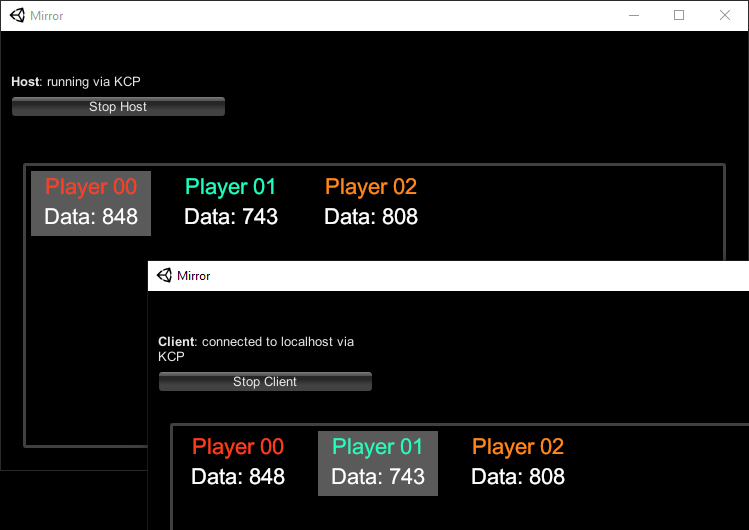 Mirror
Host: running via KCP
Stop Host
Player 00 Player 01 Player 02
Data: 848 Data: 743 Data: 808
Mirror
Client: connected to localhost via
KCP
Stop Client
Player 00 Player 01 Player 02
Data: 848 Data: 743 Data: 808